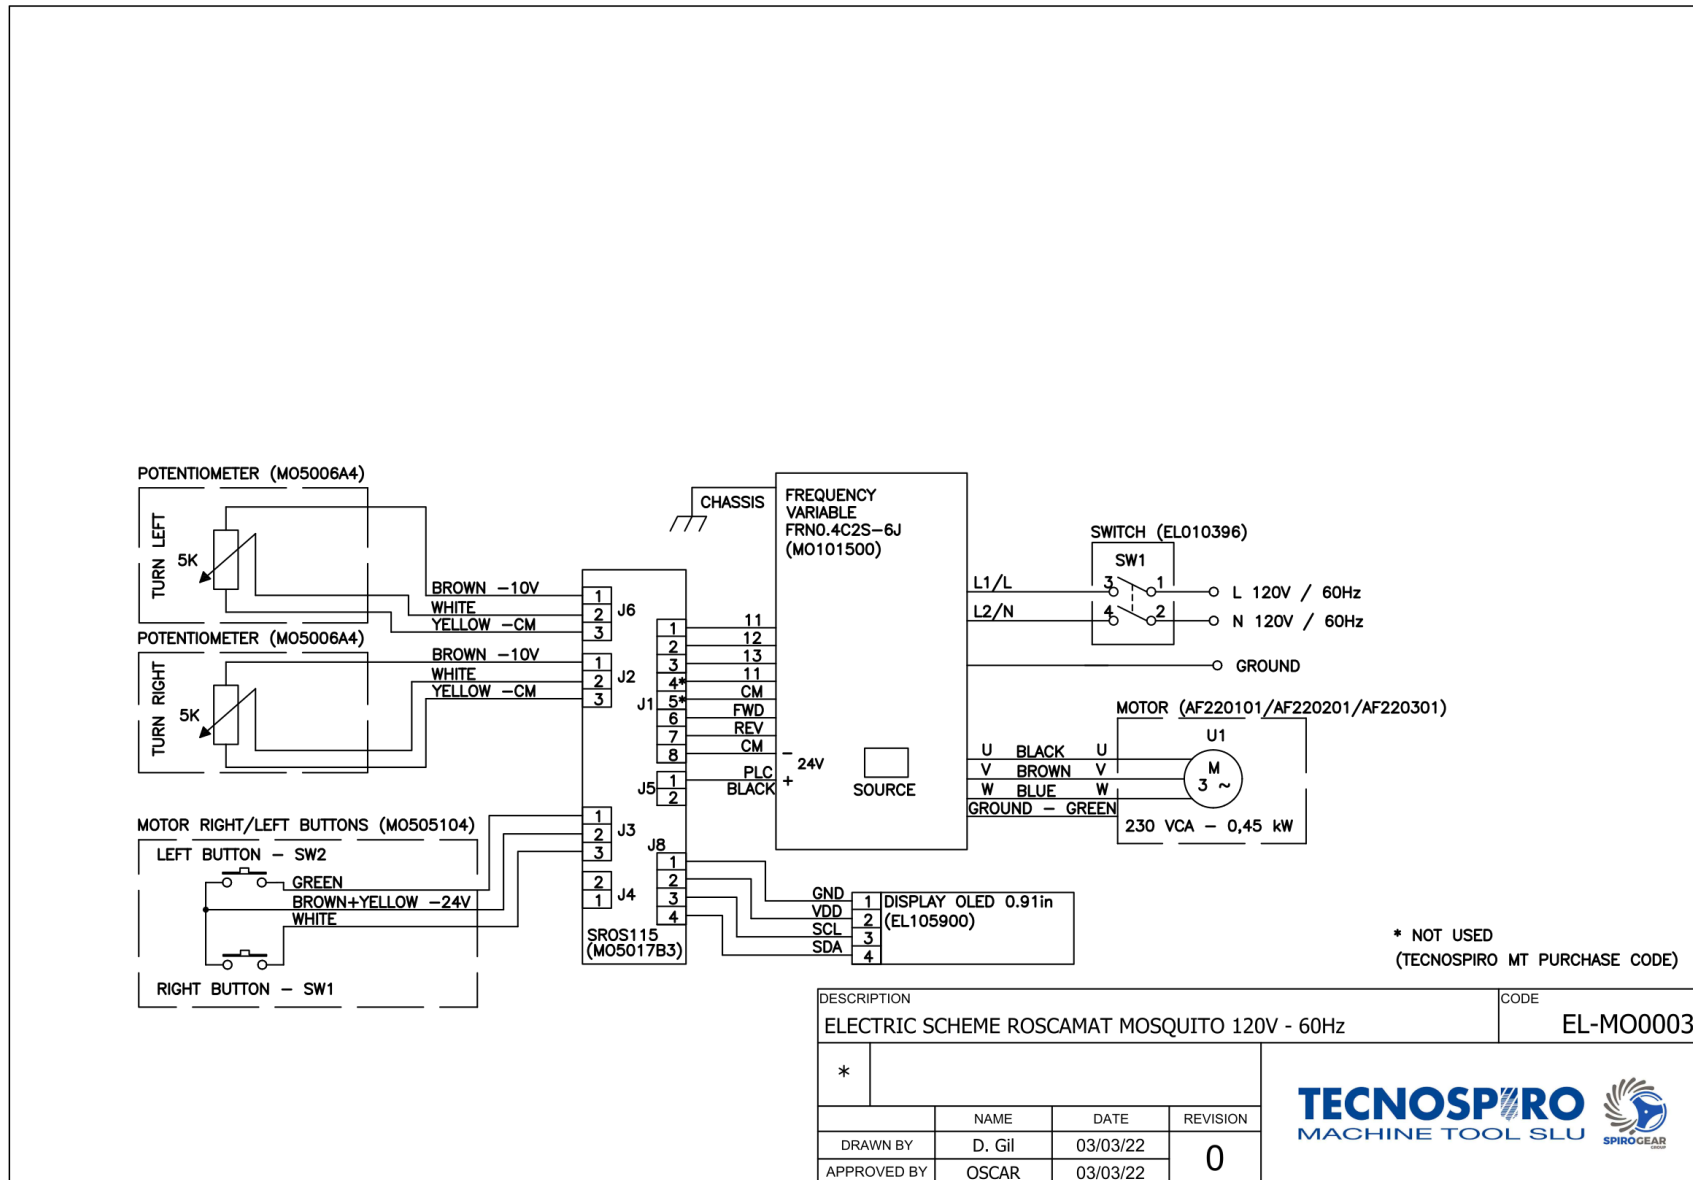 POTENTIOMETER (MO5006A4)
TURN LEFT
5K
BROWN -10V
WHITE
YELLOW -CM
POTENTIOMETER (MO5006A4)
TURN RIGHT
5K
BROWN -10V
WHITE
YELLOW -CM
MOTOR RIGHT/LEFT BUTTONS (MO505104)
LEFT BUTTON - SW2
GREEN
BROWN+YELLOW -24V
WHITE
RIGHT BUTTON - SW1
1
2
3
J6
1
2
3
J2
1
2
3
J3
2
1
J4
SROS115
(MO5017B3)
J1
1
2
3
4*
5*
6
7
8
J5
1
2
J8
1
2
3
4
11
12
13
11
CM
FWD
REV
CM
PLC
BLACK
CHASSIS
FREQUENCY
VARIABLE
FRN0.4C2S-6J
(MO101500)
-
24V
+
SOURCE
GND
VDD
SCL
SDA
1
2
3
4
DISPLAY OLED 0.91in
(EL105900)
L1/L
L2/N
SWITCH (EL010396)
SW1
3
1
4
2
L 120V / 60Hz
N 120V / 60Hz
GROUND
MOTOR (AF220101/AF220201/AF220301)
U1
U BLACK U
V BROWN V
W BLUE W
GROUND - GREEN
M
3 ~
230 VCA - 0,45 kW
* NOT USED
(TECNOSPIRO MT PURCHASE CODE)
DESCRIPTION
ELECTRIC SCHEME ROSCAMAT MOSQUITO 120V - 60Hz
CODE
EL-MO0003
*
NAME DATE REVISION
DRAWN BY D. Gil 03/03/22
APPROVED BY OSCAR 03/03/22
0
TECNOSPIRO
MACHINE TOOL SLU
SPIROGEAR
GROUP